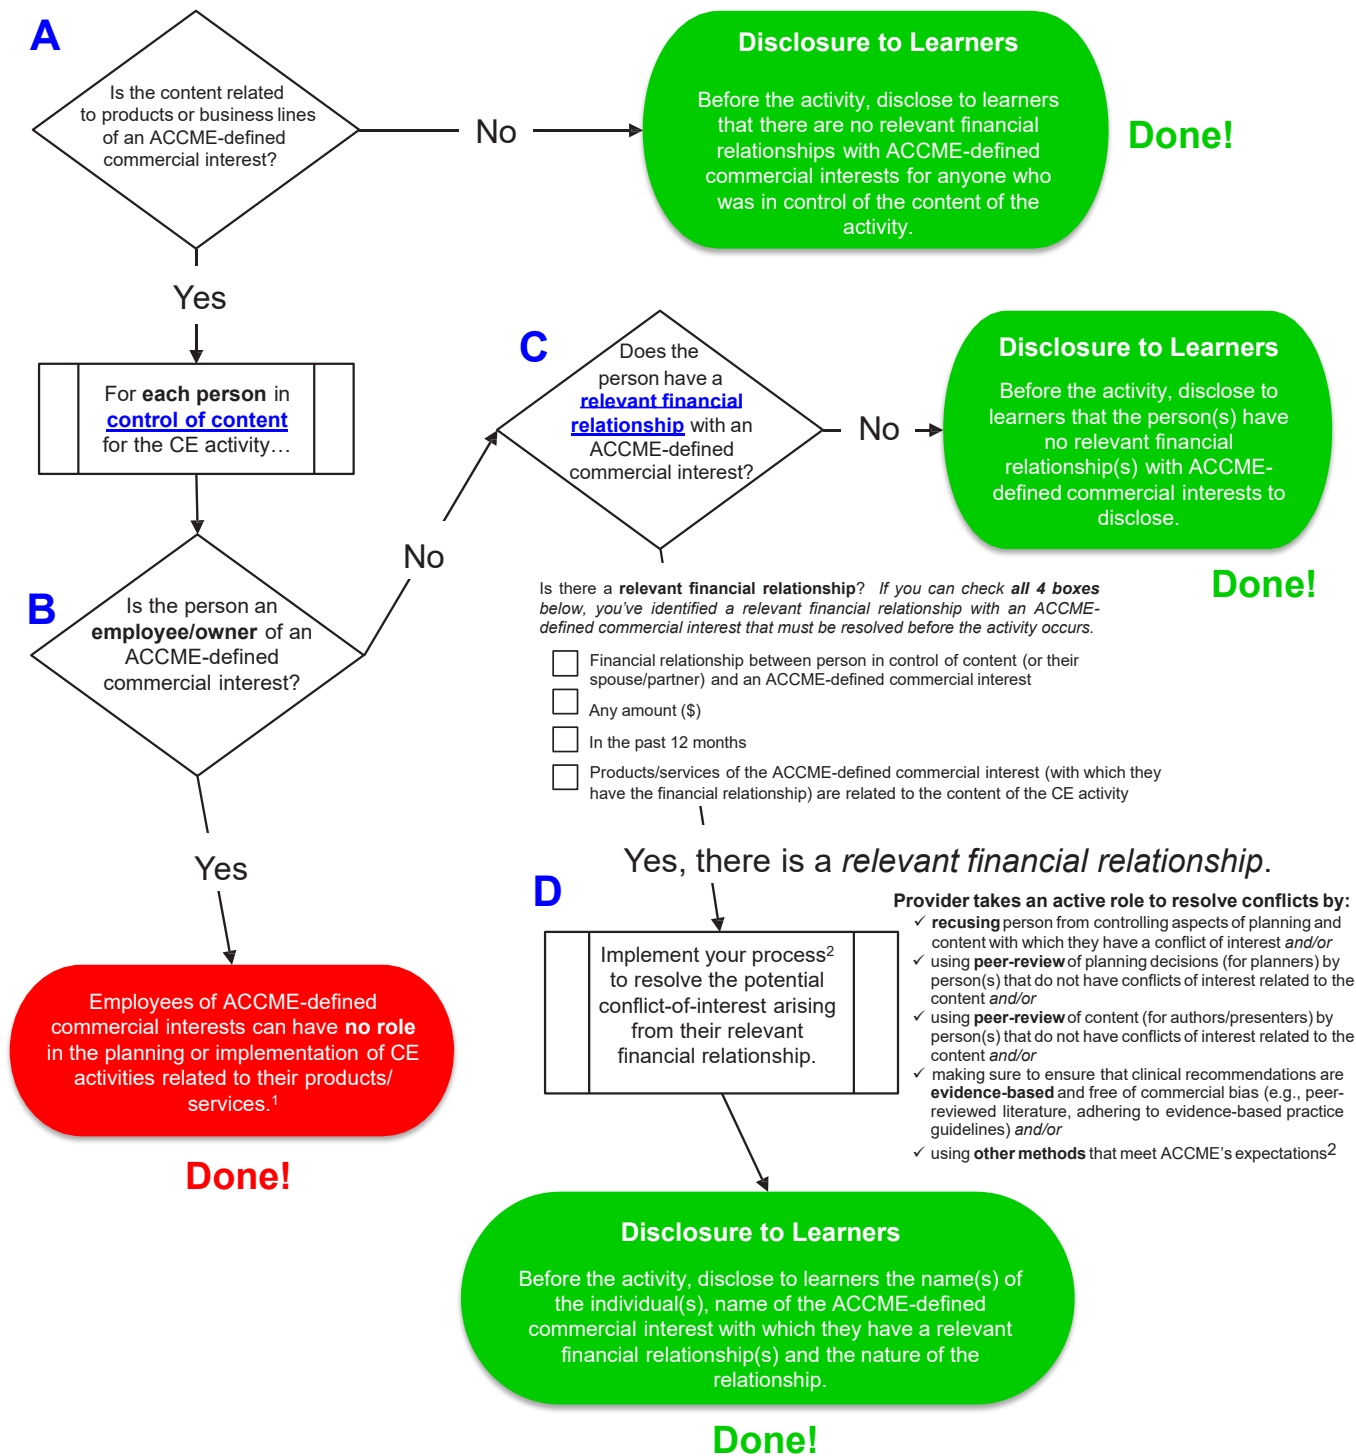 A
Is the content related
to products or business lines
of an ACCME-defined
commercial interest?
No
Disclosure to Learners
Before the activity, disclose to learners
that there are no relevant financial
relationships with ACCME-defined
commercial interests for anyone who
was in control of the content of the
activity.
Done!
Yes
For each person in
control of content
for the CE activity…
C
Does the
person have a
relevant financial
relationship with an
ACCME-defined
commercial interest?
No
Disclosure to Learners
Before the activity, disclose to
learners that the person(s) have
no relevant financial
relationship(s) with ACCME-
defined commercial interests to
disclose.
Done!
No
B
Is the person an
employee/owner of an
ACCME-defined
commercial interest?
Is there a relevant financial relationship? If you can check all 4 boxes
below, you've identified a relevant financial relationship with an ACCME-
defined commercial interest that must be resolved before the activity occurs.
Financial relationship between person in control of content (or their
spouse/partner) and an ACCME-defined commercial interest
Any amount ($)
In the past 12 months
Products/services of the ACCME-defined commercial interest (with which they
have the financial relationship) are related to the content of the CE activity
Yes
Yes, there is a relevant financial relationship.
D
Implement your process2
to resolve the potential
conflict-of-interest arising
from their relevant
financial relationship.
Provider takes an active role to resolve conflicts by:
✓ recusing person from controlling aspects of planning and
content with which they have a conflict of interest and/or
✓ using peer-review of planning decisions (for planners) by
person(s) that do not have conflicts of interest related to the
content and/or
✓ using peer-review of content (for authors/presenters) by
person(s) that do not have conflicts of interest related to the
content and/or
✓ making sure to ensure that clinical recommendations are
evidence-based and free of commercial bias (e.g., peer-
reviewed literature, adhering to evidence-based practice
guidelines) and/or
✓ using other methods that meet ACCME's expectations2
Employees of ACCME-defined
commercial interests can have no role
in the planning or implementation of CE
activities related to their products/
services.1
Done!
Disclosure to Learners
Before the activity, disclose to learners the name(s) of
the individual(s), name of the ACCME-defined
commercial interest with which they have a relevant
financial relationship(s) and the nature of the
relationship.
Done!